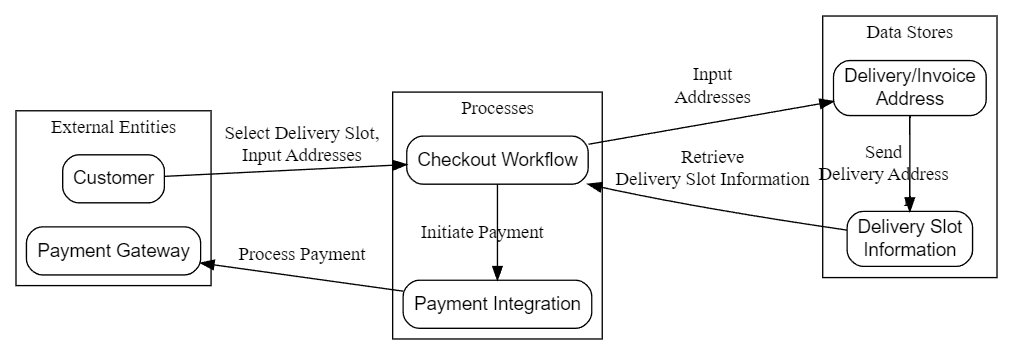 External Entities
Customer
Payment Gateway
Select Delivery Slot,
Input Addresses
Process Payment
Processes
Checkout Workflow
Initiate Payment
Payment Integration
Input
Addresses
Retrieve
Delivery Slot Information
Data Stores
Delivery/Invoice
Address
Send
Delivery Address
Delivery Slot
Information